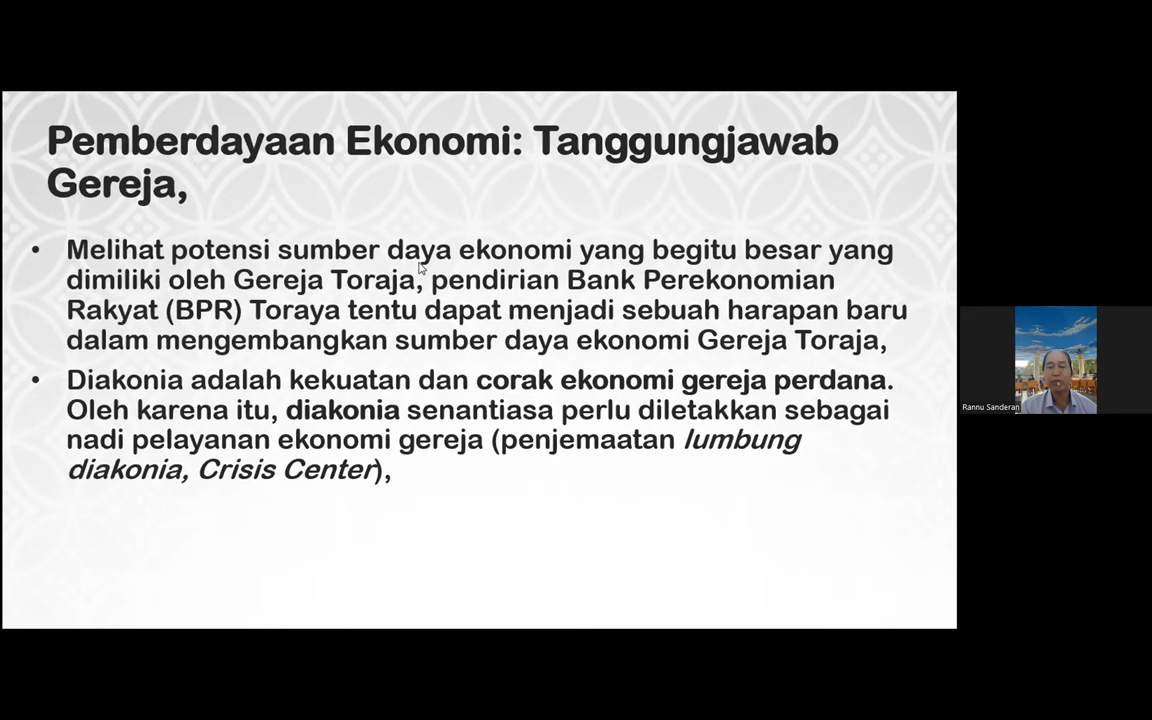 Pemberdayaan Ekonomi: Tanggungjawab
Gereja,
• Melihat potensi sumber daya ekonomi yang begitu besar yang
dimiliki oleh Gereja Toraja, pendirian Bank Perekonomian
Rakyat (BPR) Toraya tentu dapat menjadi sebuah harapan baru
dalam mengembangkan sumber daya ekonomi Gereja Toraja,
• Diakonia adalah kekuatan dan corak ekonomi gereja perdana.
Oleh karena itu, diakonia senantiasa perlu diletakkan sebagai
nadi pelayanan ekonomi gereja (penjemaatan lumbung
diakonia, Crisis Center),
Rannu Sanderan